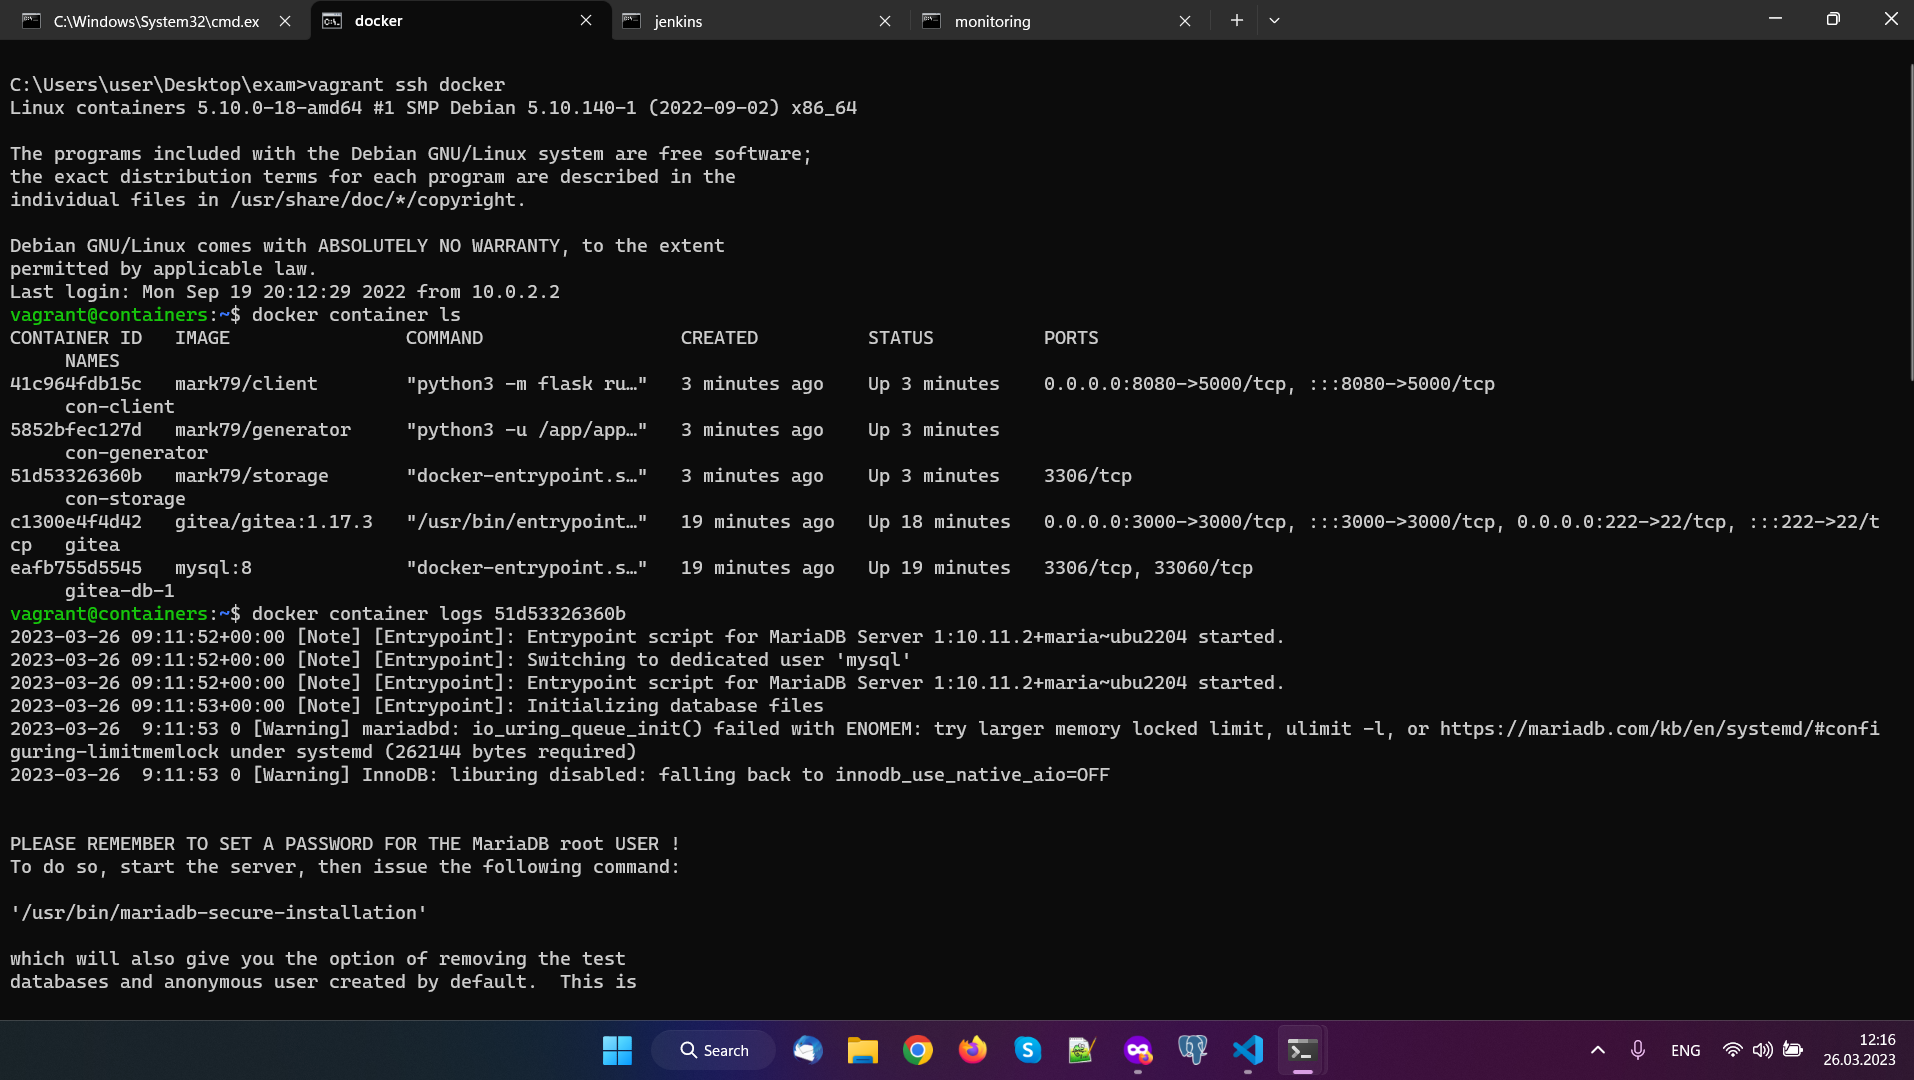 C:\Windows\System32\cmd.ex
docker
jenkins
monitoring
C:\Users\user\Desktop\exam>vagrant ssh docker
Linux containers 5.10.0-18-amd64 #1 SMP Debian 5.10.140-1 (2022-09-02) x86_64
The programs included with the Debian GNU/Linux system are free software;
the exact distribution terms for each program are described in the
individual files in /usr/share/doc/*/copyright.
Debian GNU/Linux comes with ABSOLUTELY NO WARRANTY, to the extent
permitted by applicable law.
Last login: Mon Sep 19 20:12:29 2022 from 10.0.2.2
vagrant@containers:~$ docker container ls
CONTAINER ID   IMAGE                COMMAND                  CREATED          STATUS          PORTS
     NAMES
41c964fdb15c   mark79/client        "python3 -m flask ru…"   3 minutes ago    Up 3 minutes    0.0.0.0:8080->5000/tcp, :::8080->5000/tcp
     con-client
5852bfec127d   mark79/generator     "python3 -u /app/app…"   3 minutes ago    Up 3 minutes
     con-generator
51d53326360b   mark79/storage       "docker-entrypoint.s…"   3 minutes ago    Up 3 minutes    3306/tcp
     con-storage
c1300e4f4d42   gitea/gitea:1.17.3   "/usr/bin/entrypoint…"   19 minutes ago   Up 18 minutes   0.0.0.0:3000->3000/tcp, :::3000->3000/tcp, 0.0.0.0:222->22/tcp, :::222->22/t
cp   gitea
eafb755d5545   mysql:8              "docker-entrypoint.s…"   19 minutes ago   Up 19 minutes   3306/tcp, 33060/tcp
     gitea-db-1
vagrant@containers:~$ docker container logs 51d53326360b
2023-03-26 09:11:52+00:00 [Note] [Entrypoint]: Entrypoint script for MariaDB Server 1:10.11.2+maria~ubu2204 started.
2023-03-26 09:11:52+00:00 [Note] [Entrypoint]: Switching to dedicated user 'mysql'
2023-03-26 09:11:52+00:00 [Note] [Entrypoint]: Entrypoint script for MariaDB Server 1:10.11.2+maria~ubu2204 started.
2023-03-26 09:11:53+00:00 [Note] [Entrypoint]: Initializing database files
2023-03-26  9:11:53 0 [Warning] mariadbd: io_uring_queue_init() failed with ENOMEM: try larger memory locked limit, ulimit -l, or https://mariadb.com/kb/en/systemd/#confi
guring-limitmemlock under systemd (262144 bytes required)
2023-03-26  9:11:53 0 [Warning] InnoDB: liburing disabled: falling back to innodb_use_native_aio=OFF
PLEASE REMEMBER TO SET A PASSWORD FOR THE MariaDB root USER !
To do so, start the server, then issue the following command:
'/usr/bin/mariadb-secure-installation'
which will also give you the option of removing the test
databases and anonymous user created by default.  This is
Search
ENG
12:16
26.03.2023